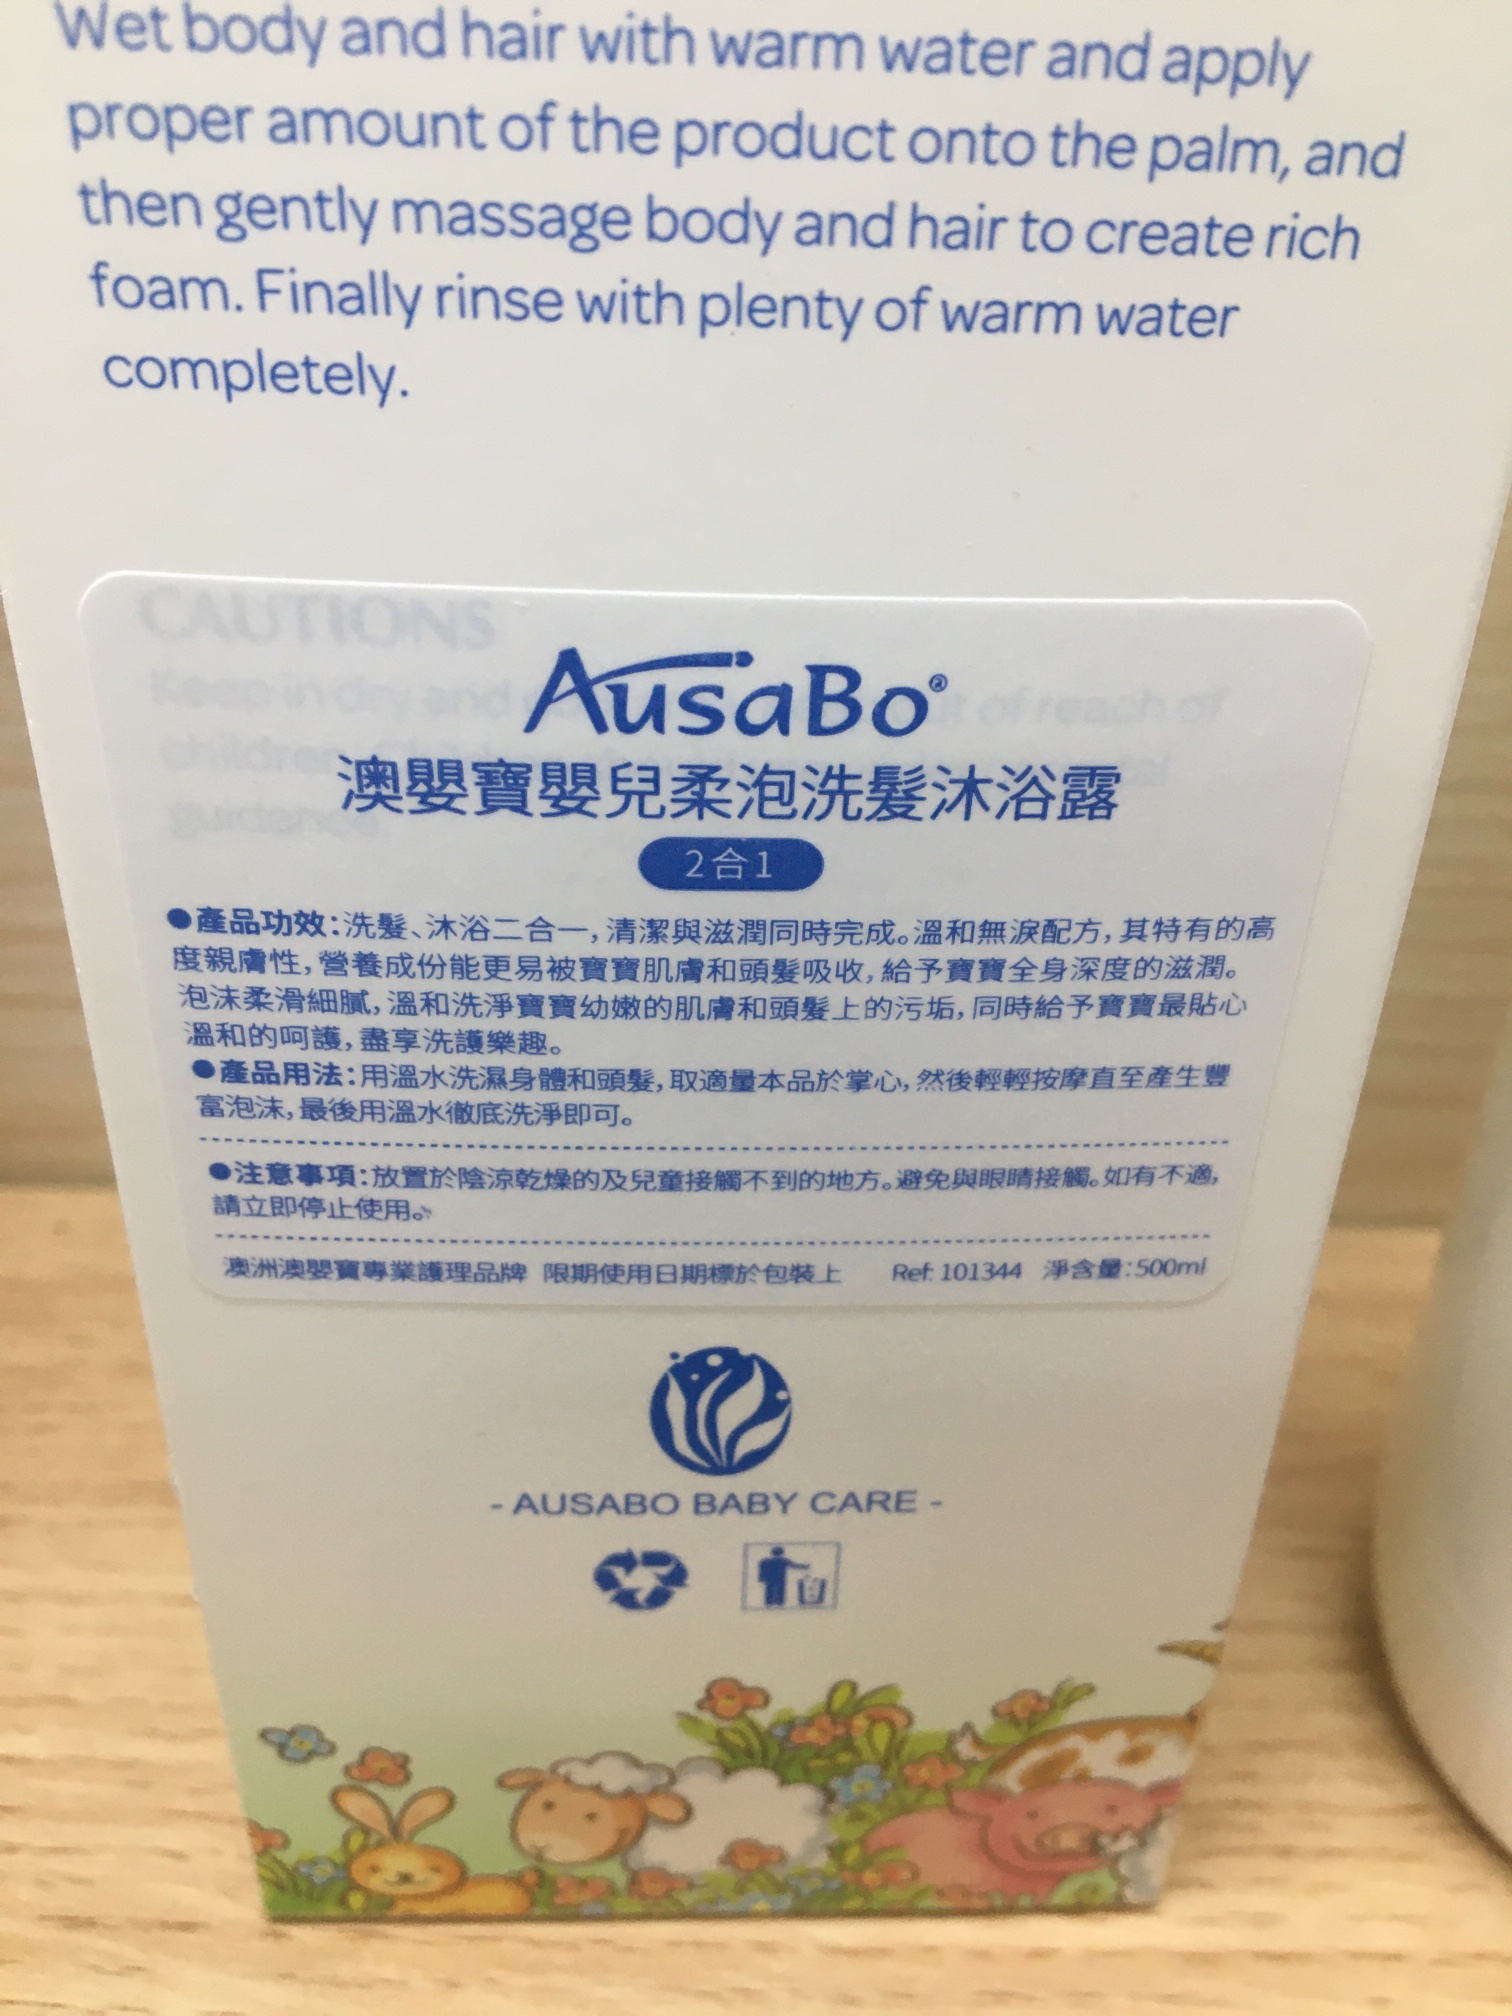 Wet body and hair with warm water and apply
proper amount of the product onto the palm, and
then gently massage body and hair to create rich
foam. Finally rinse with plenty of warm water
completely.
CAUTIONS
Keep in dry and of reach of
children
guidence
AusaBo®
澳嬰寶嬰兒柔泡洗髮沐浴露
2合1
●產品功效:洗髮、沐浴二合一,清潔與滋潤同時完成。溫和無淚配方,其特有的高
度親膚性,營養成份能更易被寶寶肌膚和頭髮吸收,給予寶寶全身深度的滋潤。
泡沫柔滑細膩,溫和洗淨寶寶幼嫩的肌膚和頭髮上的污垢,同時給予寶寶最貼心
溫和的呵護,盡享洗護樂趣。
●產品用法:用溫水洗濕身體和頭髮,取適量本品於掌心,然後輕輕按摩直至產生豐
富泡沫,最後用溫水徹底洗淨即可。
●注意事項:放置於陰涼乾燥的及兒童接觸不到的地方。避免與眼睛接觸。如有不適,
請立即停止使用。
澳洲澳嬰寶專業護理品牌 限期使用日期標於包裝上 Ref: 101344 淨含量:500ml
- AUSABO BABY CARE -